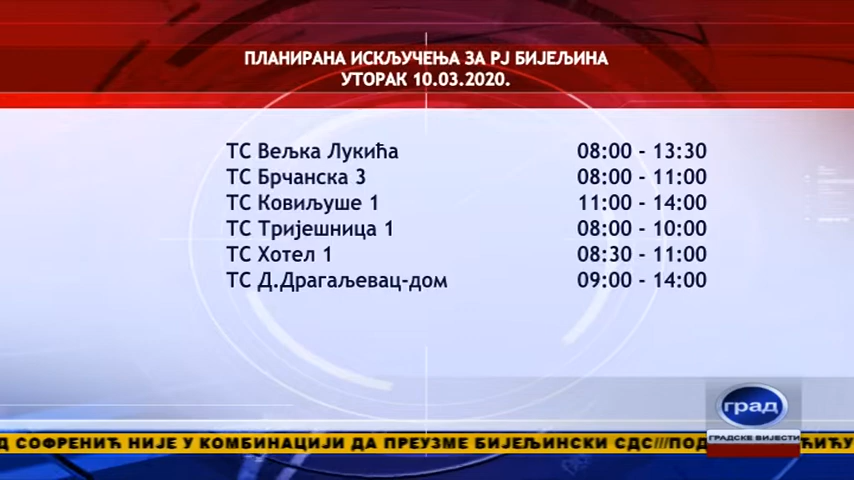 ПЛАНИРАНА ИСКЉУЧЕЊА ЗА РЈ БИЈЕЉИНА
УТОРАК 10.03.2020.
ТС Вељка Лукића 08:00 - 13:30
ТС Брчанска 3 08:00 - 11:00
ТС Ковиљуше 1 11:00 - 14:00
ТС Тријешница 1 08:00 - 10:00
ТС Хотел 1 08:30 - 11:00
ТС Д.Драгаљевац-дом 09:00 - 14:00
град
ГРАДСКЕ ВИЈЕСТИ
Д СОФРЕНИЋ НИЈЕ У КОМБИНАЦИЈИ ДА ПРЕУЗМЕ БИЈЕЉИНСКИ СДС///ПОД